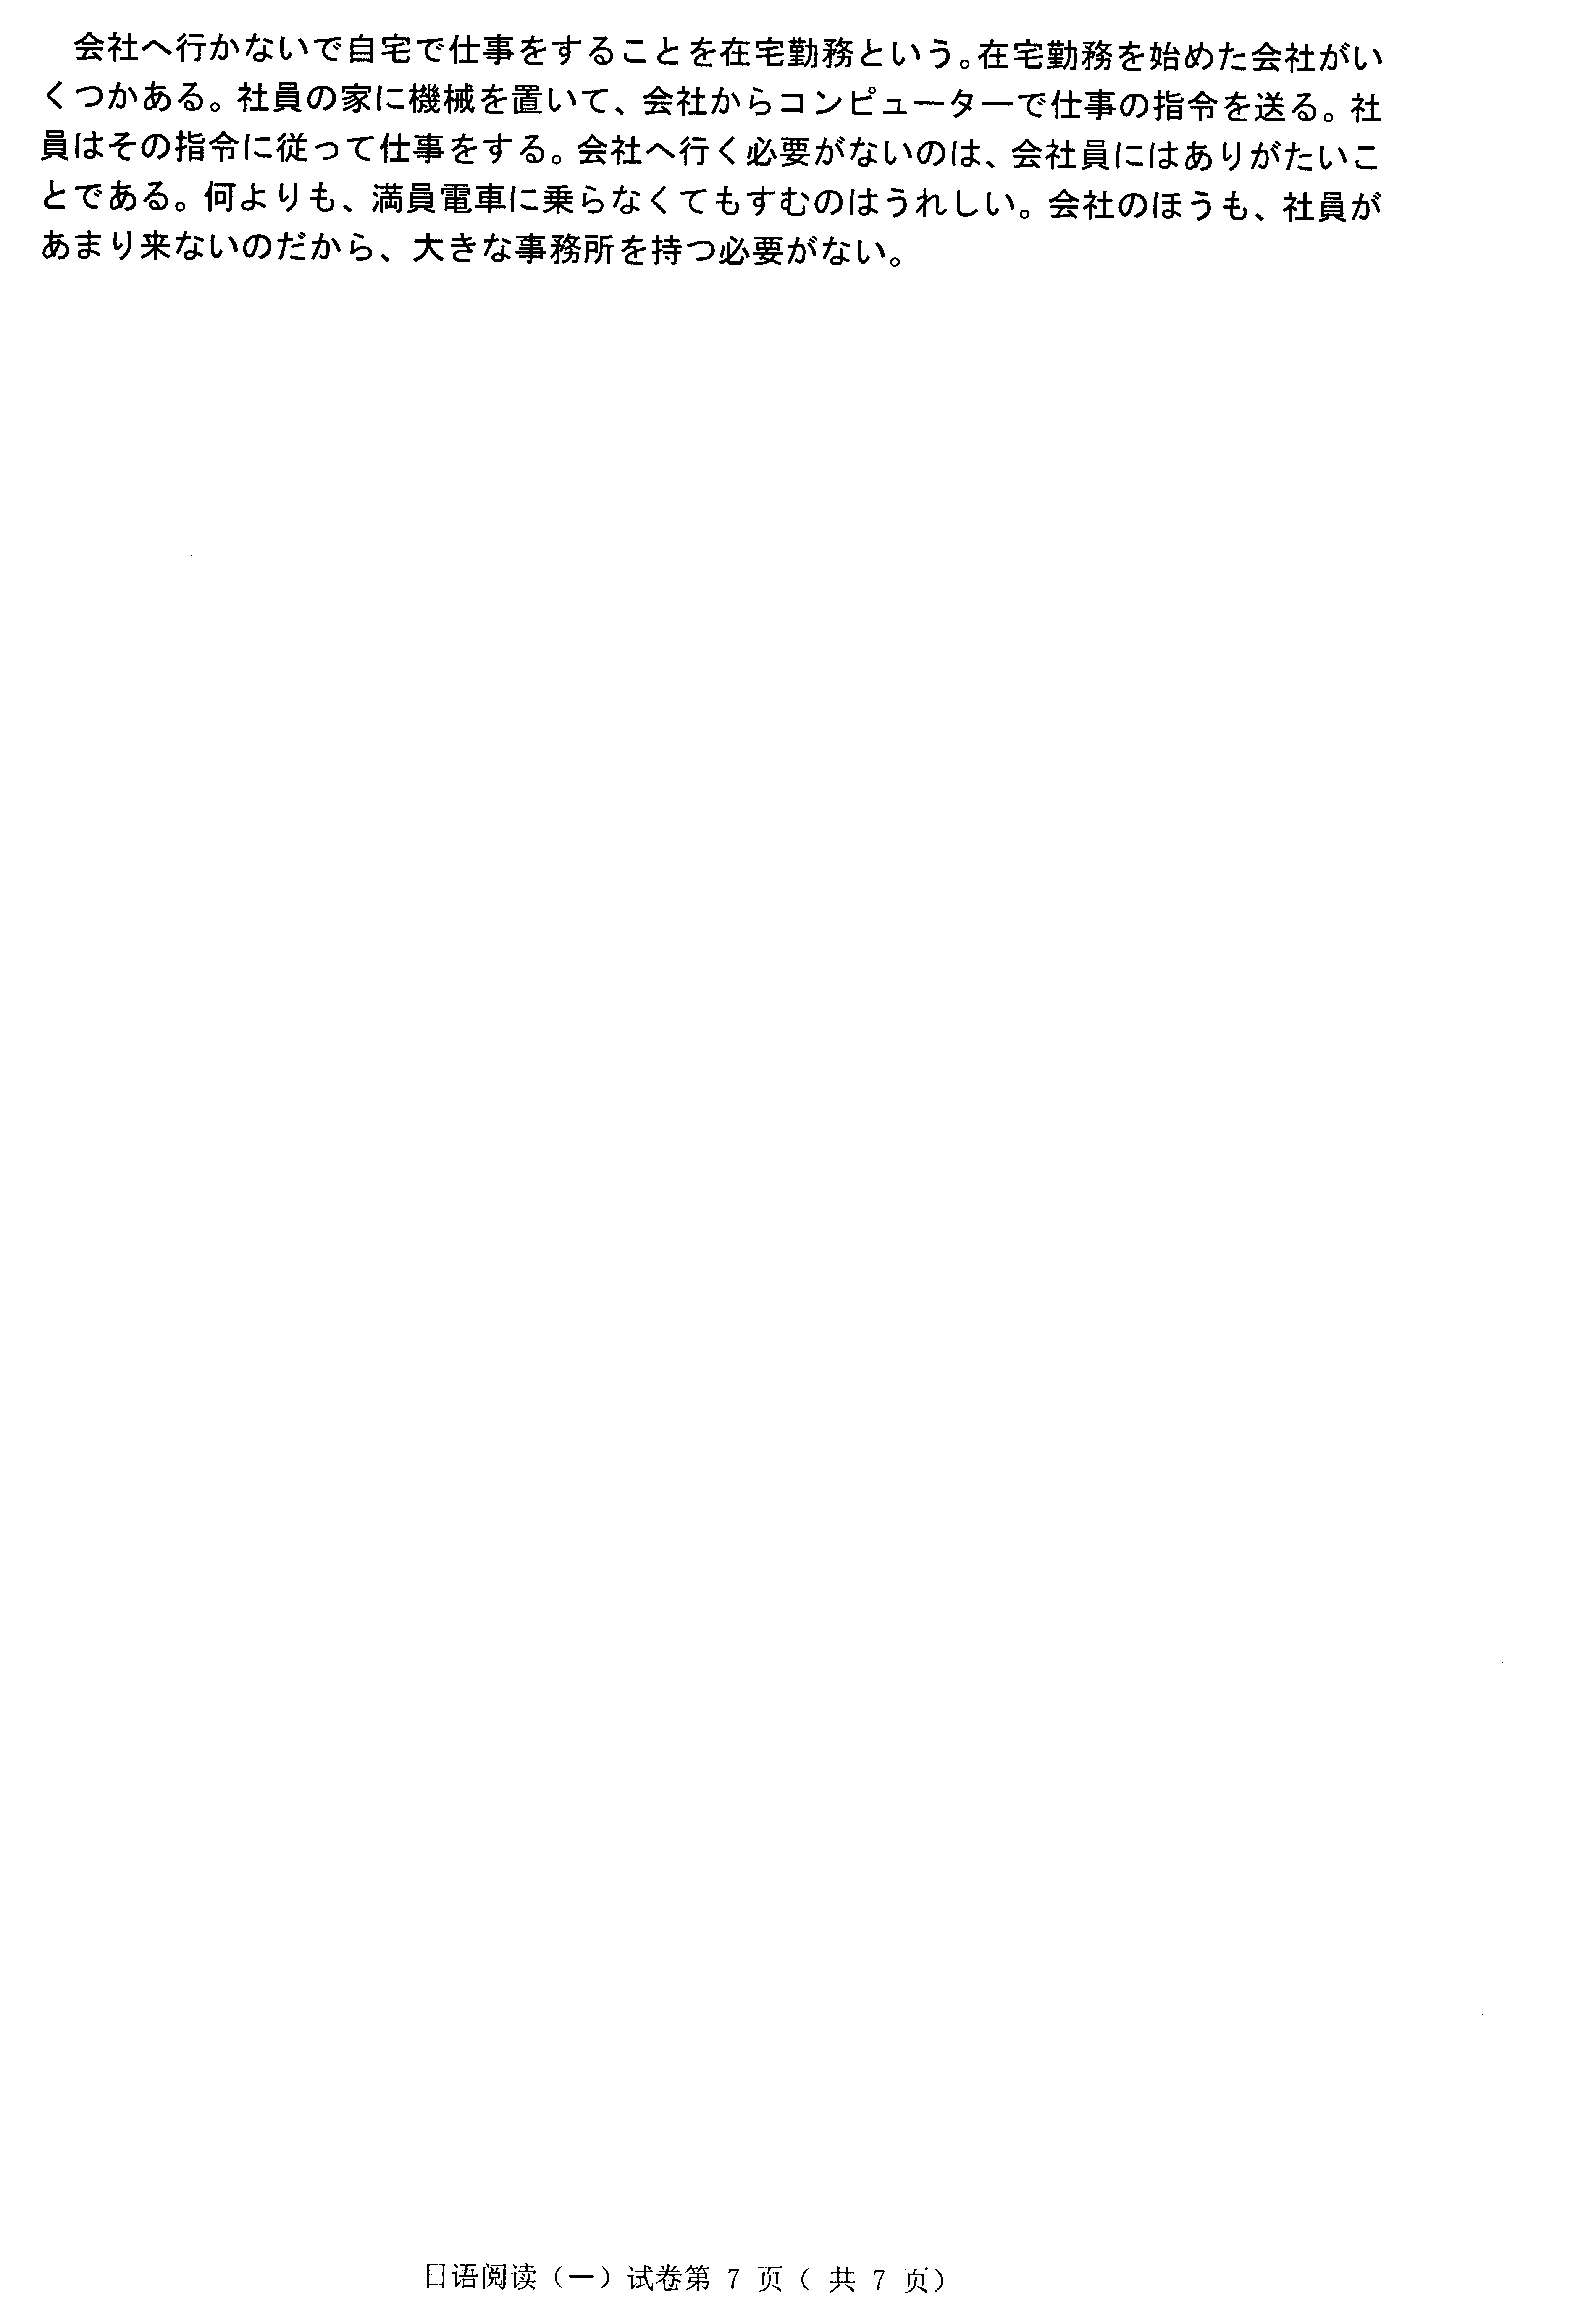 会社へ行かないで自宅で仕事をすることを在宅勤務という。在宅勤務を始めた会社がい
くつかある。社員の家に機械を置いて、会社からコンピューターで仕事の指令を送る。社
員はその指令に従って仕事をする。会社へ行く必要がないのは、会社員にはありがたいこ
とである。何よりも、満員電車に乗らなくてもすむのはうれしい。会社のほうも、社員が
あまり来ないのだから、大きな事務所を持つ必要がない。
日语阅读（一）试卷第 7 页（ 共 7 页）